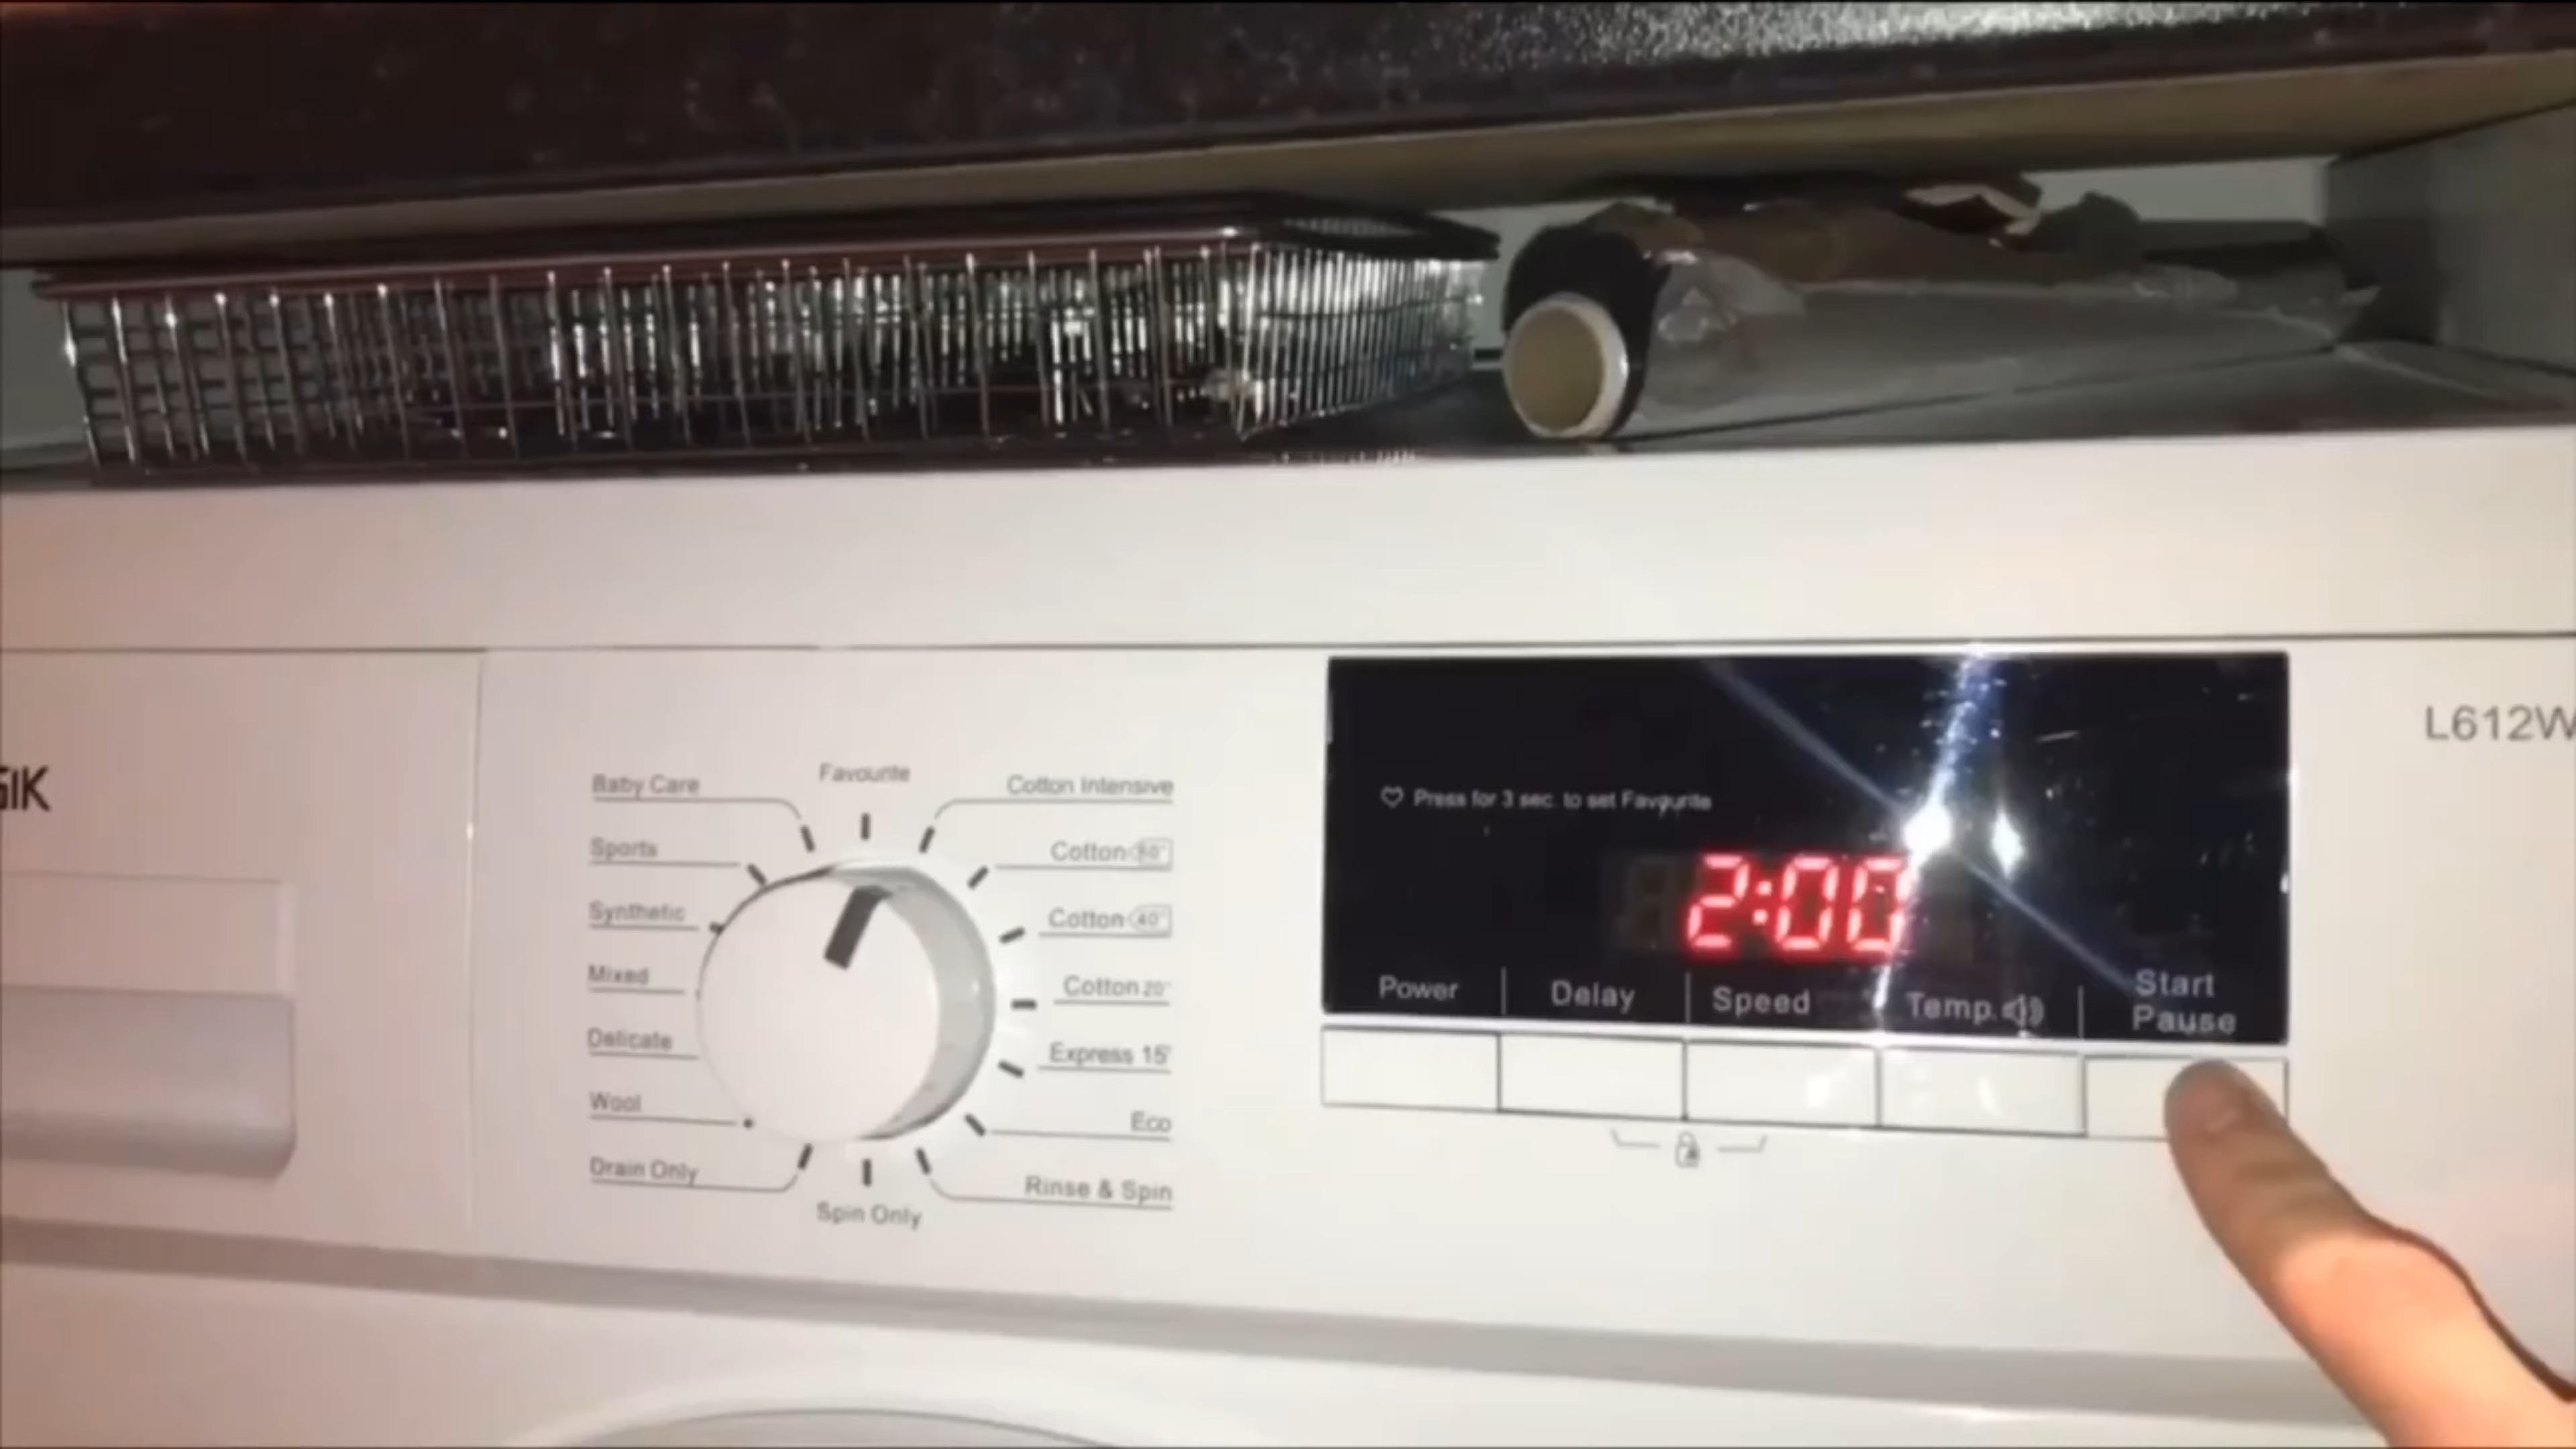 GIK
L612W
Favourite
Baby Care
Sports
Synthetic
Mixed
Delicate
Wool
Drain Only
Spin Only
Cotton Intensive
Cotton
Cotton 40°
Cotton 20°
Express 15'
Eco
Rinse & Spin
♡ Press for 3 sec. to set Favourite
2:00
Power
Delay
Speed
Temp.
Start
Pause